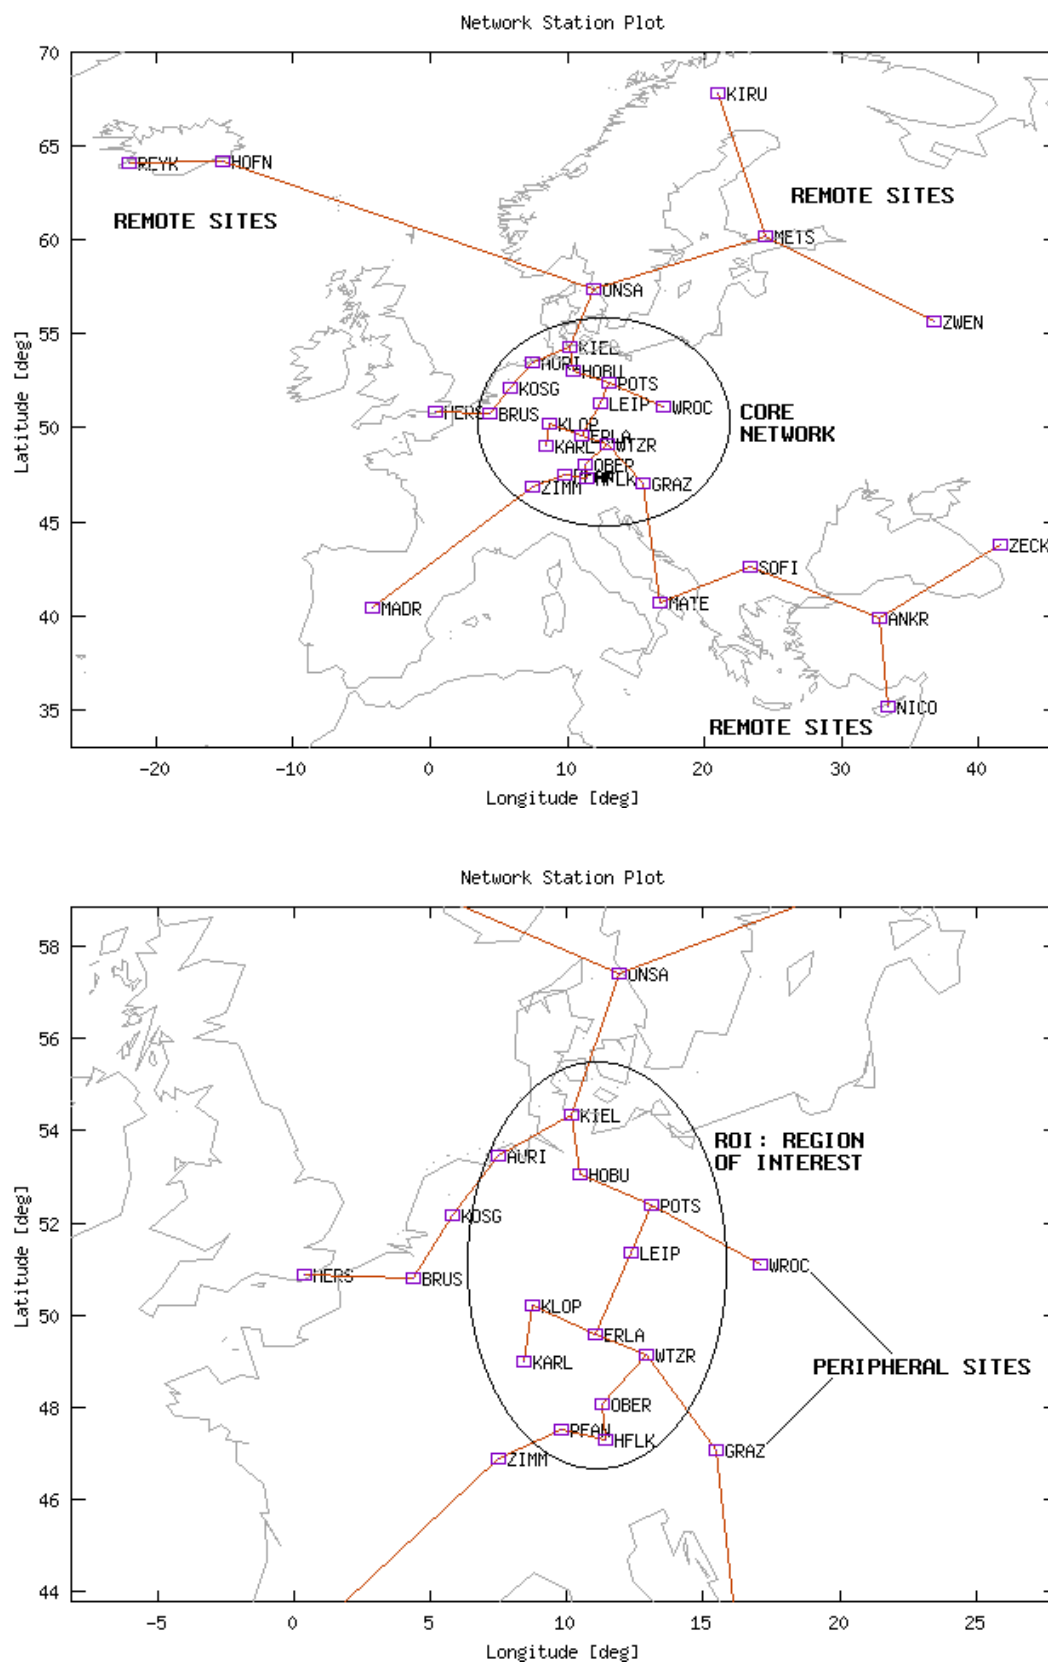 Network Station Plot
70
KIRU
65
REYK
HOFN
REMOTE SITES
REMOTE SITES
60
METS
ONSA
55
ZWEN
KIEL
AURI
HOBU
POTS
KOSG
LEIP
WROC
HERS
BRUS
CORE
NETWORK
50
KLOP
ERLA
KARL
WTZR
OBER
HFLK
ZIMM
GRAZ
45
ZECK
SOFI
MADR
MATE
40
ANKR
35
NICO
REMOTE SITES
-20
-10
0
10
20
30
40
Latitude [deg]
Longitude [deg]
Network Station Plot
58
ONSA
56
54
KIEL
ROI: REGION
OF INTEREST
AURI
HOBU
52
KOSG
POTS
LEIP
WROC
HERS
BRUS
50
KLOP
ERLA
KARL
WTZR
PERIPHERAL SITES
48
OBER
PFAN
HFLK
ZIMM
GRAZ
46
44
-5
0
5
10
15
20
25
Latitude [deg]
Longitude [deg]